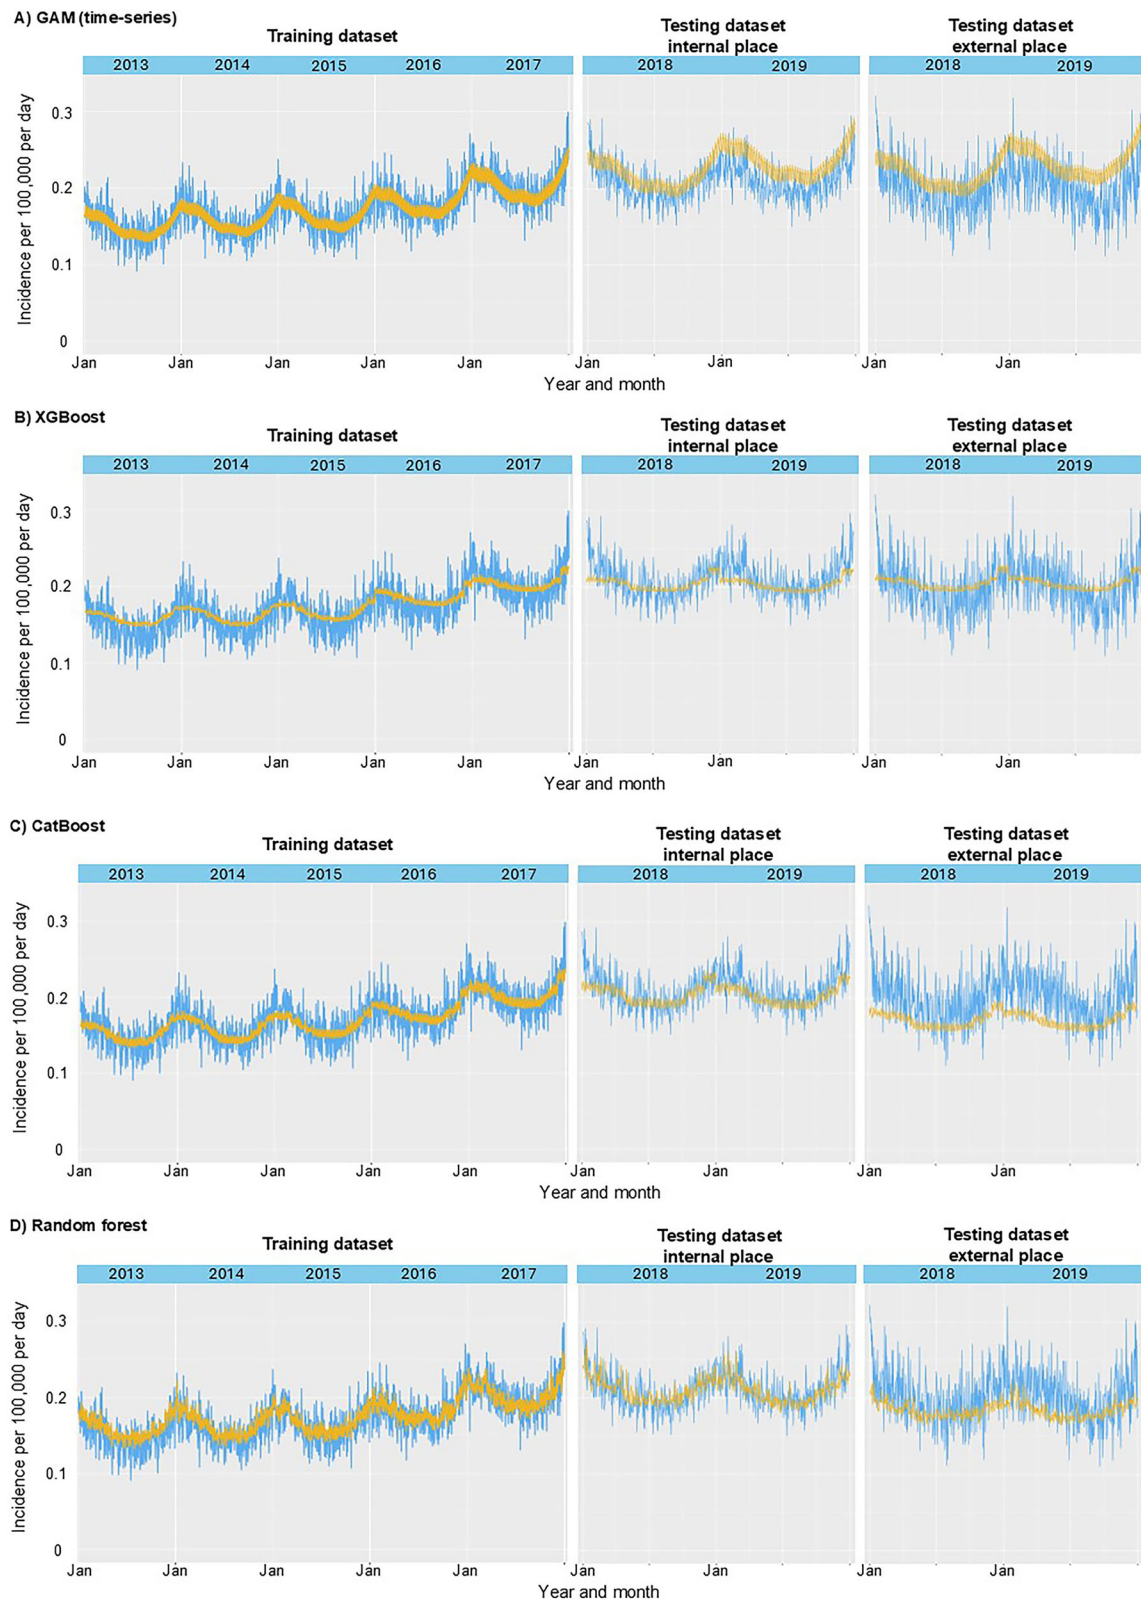 A) GAM (time-series)
Training dataset
Testing dataset
internal place
Testing dataset
external place
2013 2014 2015 2016 2017 2018 2019 2018 2019
Incidence per 100,000 per day
0.3
0.2
0.1
0
Jan Jan Jan Jan Jan Jan Jan Jan Jan
Year and month
B) XGBoost
Training dataset
Testing dataset
internal place
Testing dataset
external place
2013 2014 2015 2016 2017 2018 2019 2018 2019
Incidence per 100,000 per day
0.3
0.2
0.1
0
Jan Jan Jan Jan Jan Jan Jan Jan Jan
Year and month
C) CatBoost
Training dataset
Testing dataset
internal place
Testing dataset
external place
2013 2014 2015 2016 2017 2018 2019 2018 2019
Incidence per 100,000 per day
0.3
0.2
0.1
0
Jan Jan Jan Jan Jan Jan Jan Jan Jan
Year and month
D) Random forest
Training dataset
Testing dataset
internal place
Testing dataset
external place
2013 2014 2015 2016 2017 2018 2019 2018 2019
Incidence per 100,000 per day
0.3
0.2
0.1
0
Jan Jan Jan Jan Jan Jan Jan Jan Jan
Year and month